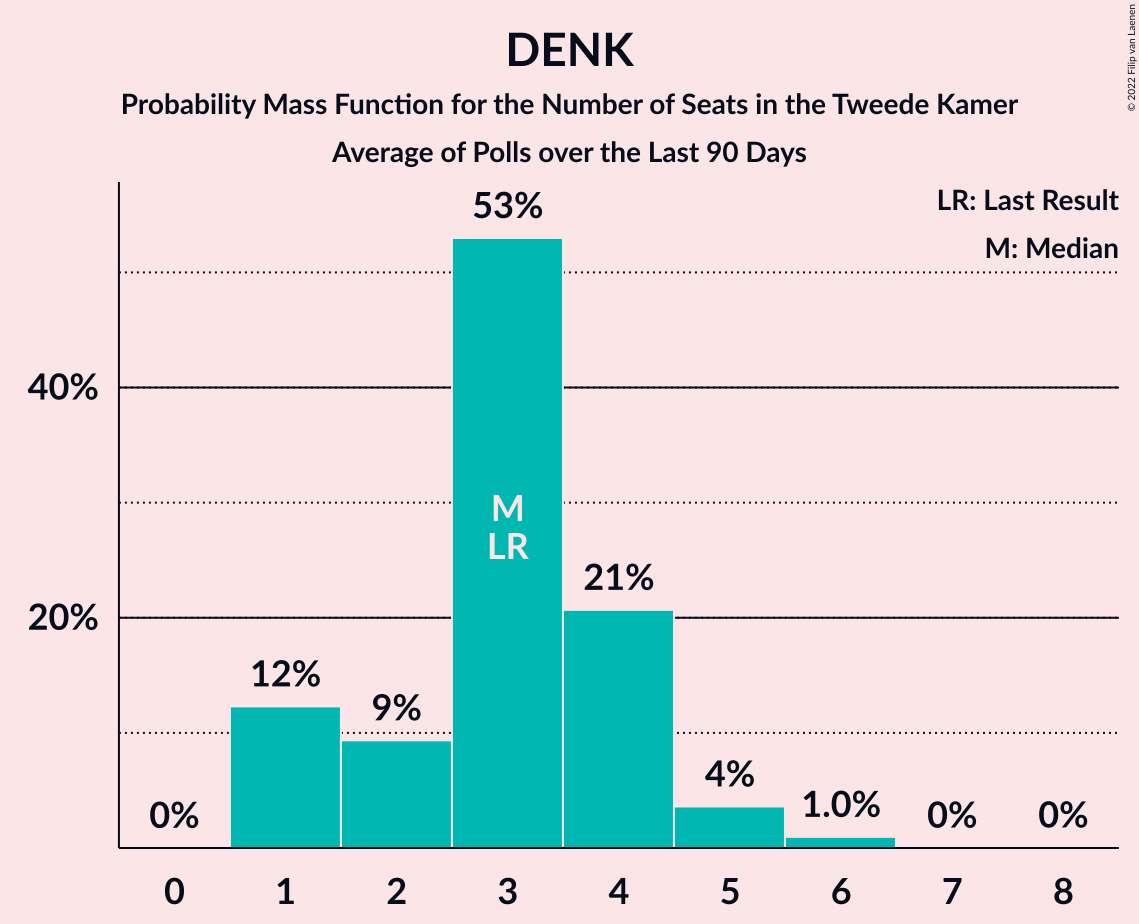 DENK
Probability Mass Function for the Number of Seats in the Tweede Kamer
Average of Polls over the Last 90 Days
© 2022 Filip van Laenen
LR: Last Result
M: Median
53%
40%
M
LR
21%
20%
12%
9%
4%
1.0%
0%
0%
0%
0 1 2 3 4 5 6 7 8